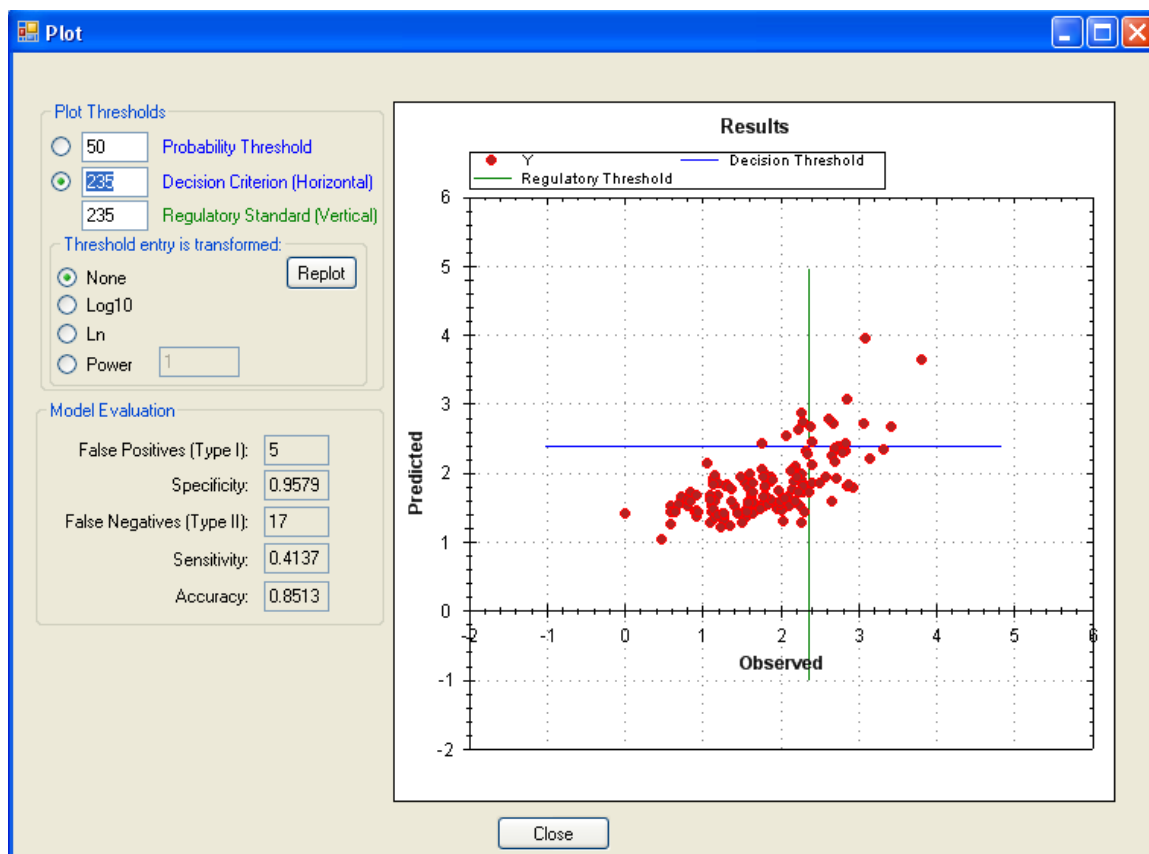 Plot
Plot Thresholds
50 Probability Threshold
235 Decision Criterion (Horizontal)
235 Regulatory Standard (Vertical)
Threshold entry is transformed:
None
Replot
Log10
Ln
Power 1
Model Evaluation
False Positives (Type I): 5
Specificity: 0.9579
False Negatives (Type II): 17
Sensitivity: 0.4137
Accuracy: 0.8513
Results
Y Decision Threshold
Regulatory Threshold
6
5
4
3
2
1
0
-1
-2
Predicted
-2 -1 0 1 2 3 4 5 6
Observed
Close